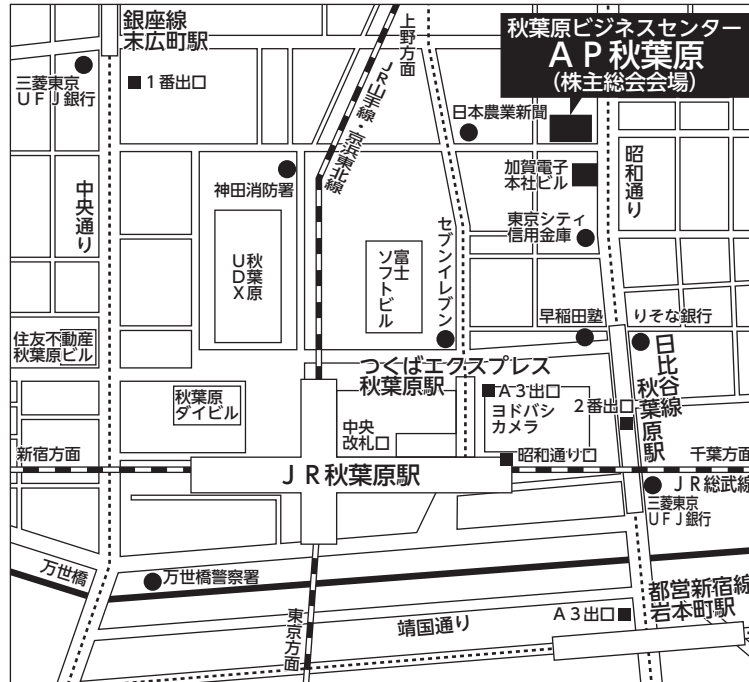 銀座線
末広町駅
三菱東京
UFJ銀行
■1番出口
上野方面
JR山手線・京浜東北線
秋葉原ビジネスセンター
AP秋葉原
(株主総会会場)
日本農業新聞
加賀電子
本社ビル
昭和通り
神田消防署
中央通り
秋葉原
UDX
富士
ソフトビル
セブンイレブン
東京シティ
信用金庫
早稲田塾
りそな銀行
住友不動産
秋葉原ビル
つくばエクスプレス
秋葉原駅
日比谷線
秋葉原駅
秋葉原
ダイビル
■A3出口
ヨドバシ
カメラ
2番出口
中央
改札口
昭和通り口
新宿方面
千葉方面
JR秋葉原駅
JR総武線
三菱東京
UFJ銀行
万世橋
万世橋警察署
東京方面
靖国通り
A3出口■
都営新宿線
岩本町駅